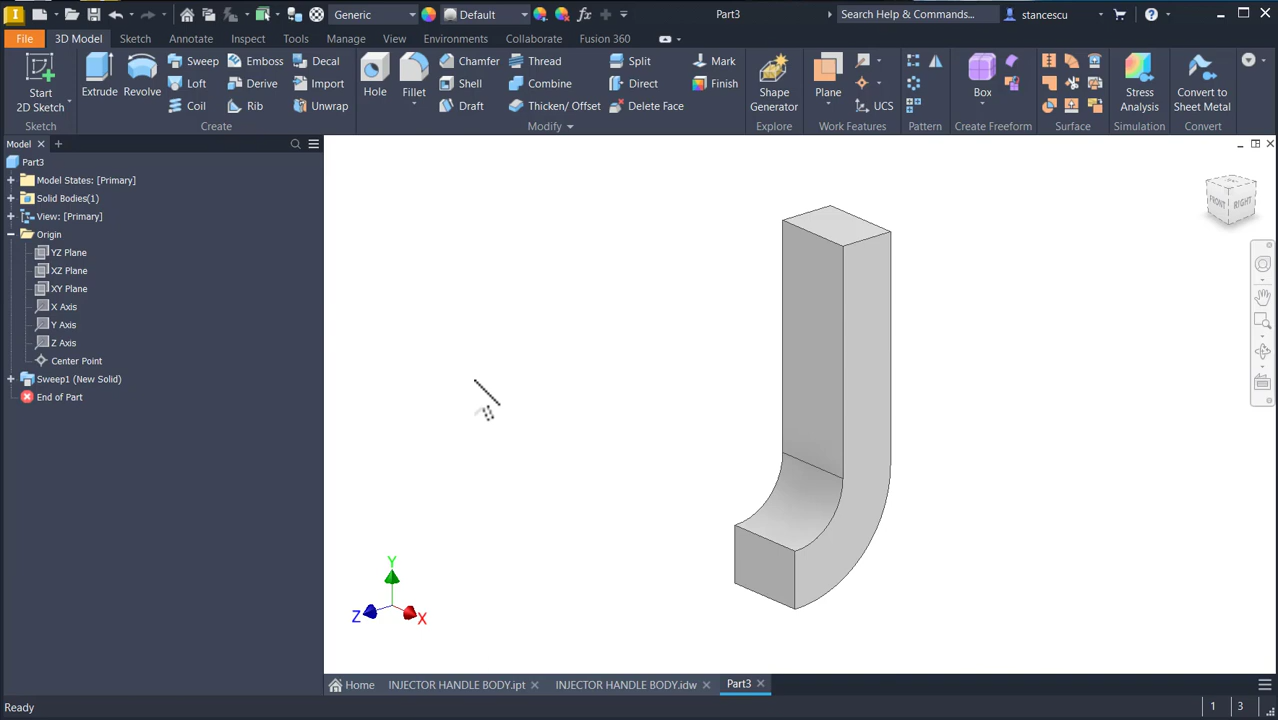 Generic
Default
Part3
Search Help & Commands...
stancescu
File
3D Model
Sketch
Annotate
Inspect
Tools
Manage
View
Environments
Collaborate
Fusion 360
Start
2D Sketch
Extrude
Revolve
Sweep
Emboss
Decal
Loft
Derive
Import
Coil
Rib
Unwrap
Hole
Fillet
Chamfer
Thread
Split
Shell
Combine
Direct
Draft
Thicken/ Offset
Delete Face
Mark
Finish
Shape
Generator
Plane
UCS
Box
Stress
Analysis
Convert to
Sheet Metal
Sketch
Create
Modify
Explore
Work Features
Pattern
Create Freeform
Surface
Simulation
Convert
Model
Part3
Model States: [Primary]
Solid Bodies(1)
View: [Primary]
Origin
YZ Plane
XZ Plane
XY Plane
X Axis
Y Axis
Z Axis
Center Point
Sweep1 (New Solid)
End of Part
FRONT
RIGHT
Y
Z
X
Home
INJECTOR HANDLE BODY.ipt
INJECTOR HANDLE BODY.idw
Part3
Ready
1
3